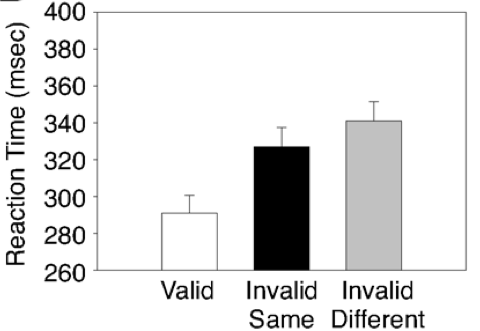 400
380
360
340
320
300
280
260
Reaction Time (msec)
Valid
Invalid
Same
Invalid
Different